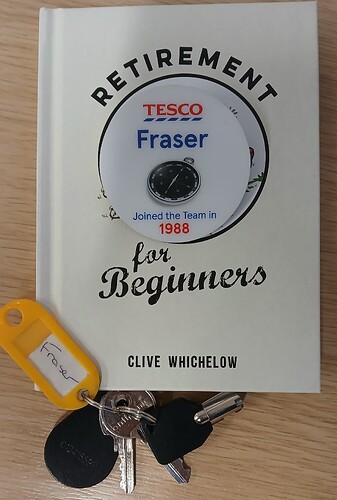 RETIREMENT
TESCO
Fraser
Joined the Team in
1988
for
Beginners
CLIVE WHICHELOW
Fraser